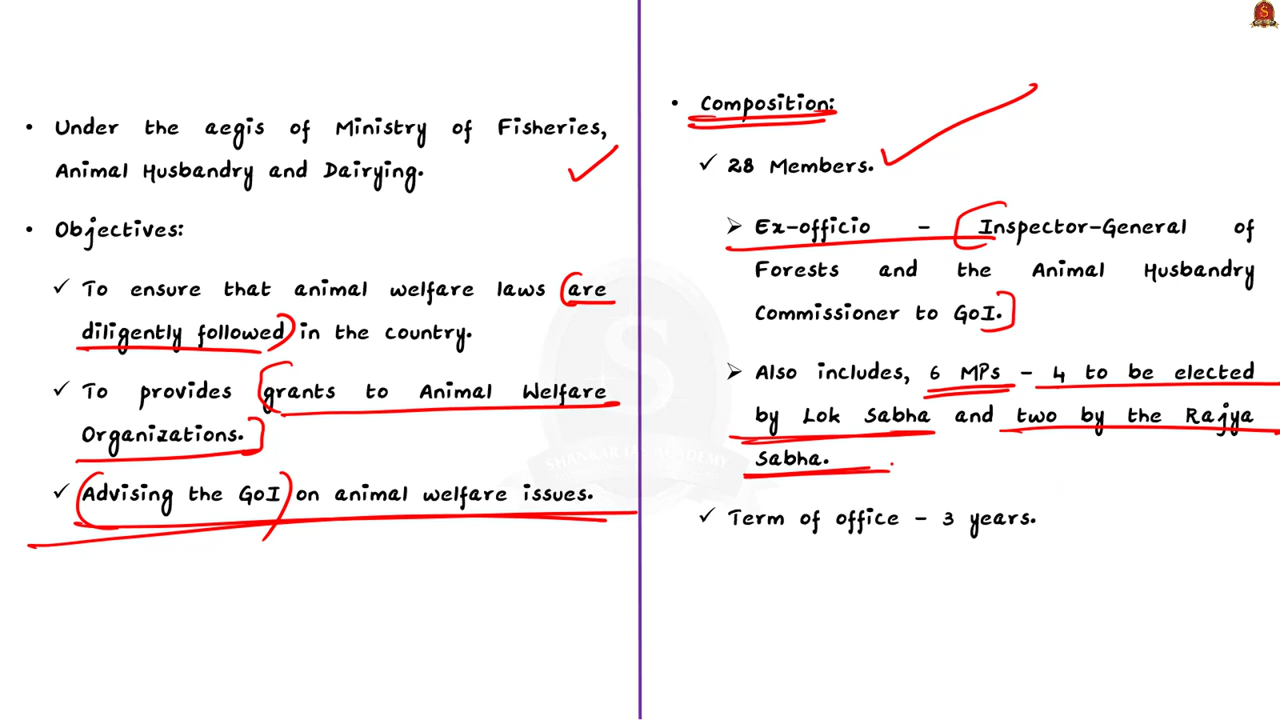 • Under the aegis of Ministry of Fisheries,
Animal Husbandry and Dairying.
• Objectives:
✓ To ensure that animal welfare laws are
diligently followed in the country.
✓ To provides grants to Animal Welfare
Organizations.
✓ Advising the GoI on animal welfare issues.
• Composition:
✓ 28 Members.
➢ Ex-officio - Inspector-General of
Forests and the Animal Husbandry
Commissioner to GoI.
➢ Also includes, 6 MPs - 4 to be elected
by Lok Sabha and two by the Rajya
Sabha.
✓ Term of office - 3 years.
S
SHANKAR IAS ACADEMY
S